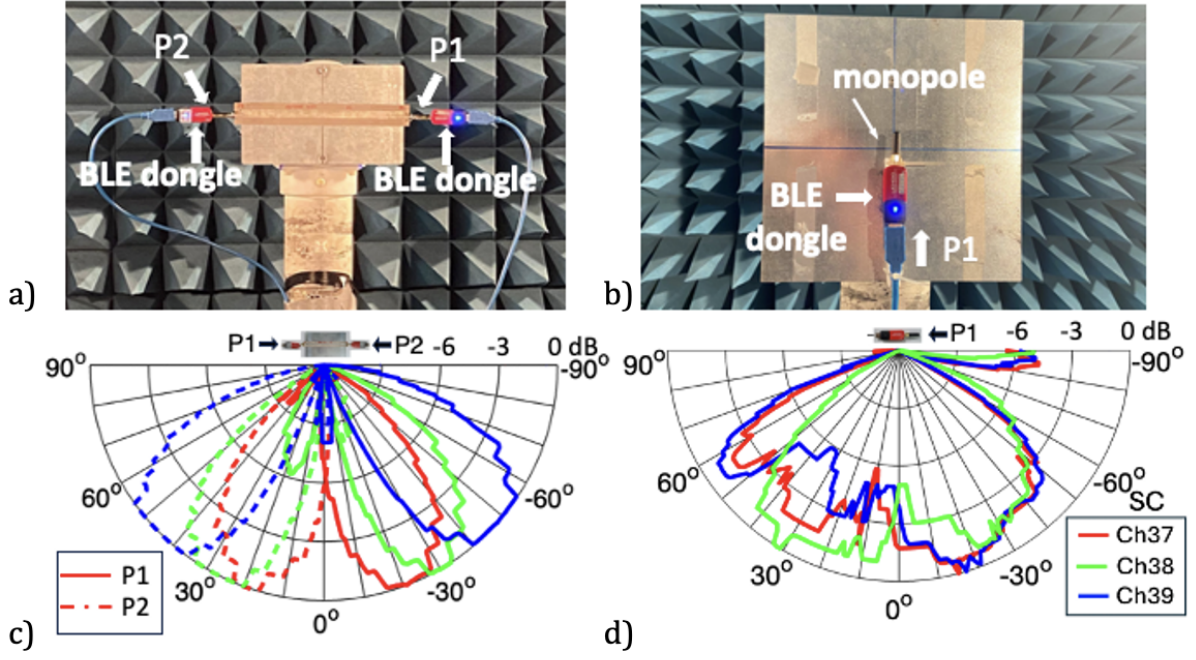 P2
P1
BLE dongle
BLE dongle
a)
monopole
BLE
dongle
P1
b)
P1
P2
-6
-3
0 dB
90°
-90°
60°
-60°
30°
-30°
0°
P1
P2
c)
P1
-6
-3
0 dB
90°
-90°
60°
-60°
SC
30°
-30°
0°
Ch37
Ch38
Ch39
d)